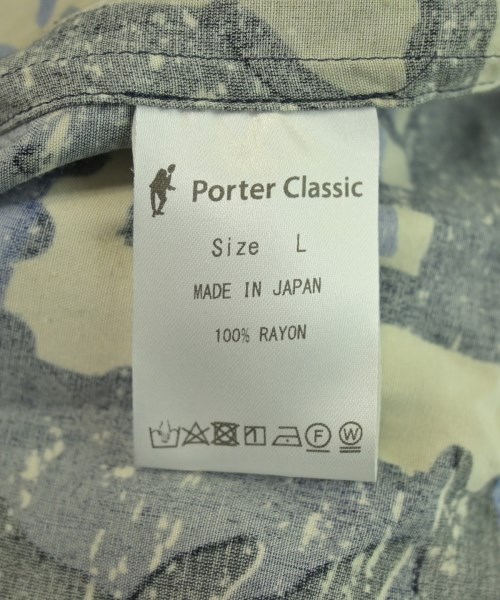 Porter Classic
Size L
MADE IN JAPAN
100% RAYON
F W